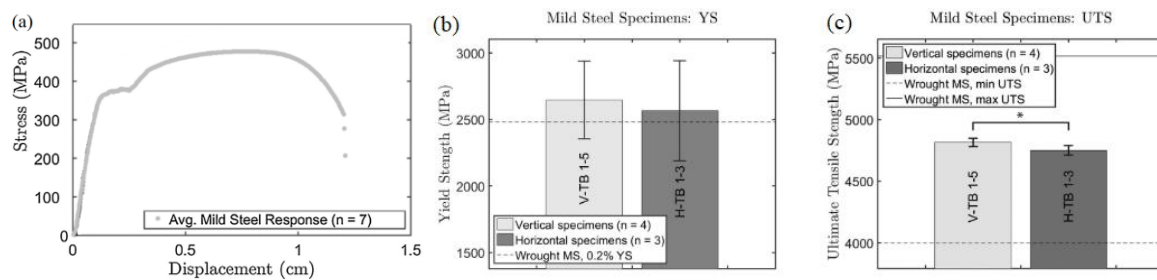 (a)
500
400
300
200
100
0
Stress (MPa)
Avg. Mild Steel Response (n = 7)
0
0.5
1
1.5
Displacement (cm)
(b)
Mild Steel Specimens: YS
3000
2500
2000
1500
Yield Stength (MPa)
V-TB 1-5
H-TB 1-3
Vertical specimens (n = 4)
Horizontal specimens (n = 3)
Wrought MS, 0.2% YS
(c)
Mild Steel Specimens: UTS
5500
5000
4500
4000
Ultimate Tensile Stength (MPa)
Vertical specimens (n = 4)
Horizontal specimens (n = 3)
Wrought MS, min UTS
Wrought MS, max UTS
*
V-TB 1-5
H-TB 1-3